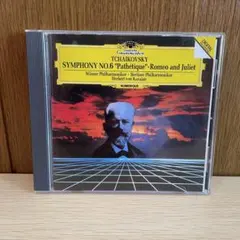 TCHAIKOVSKY
SYMPHONY NO.6 "Pathétique" · Romeo and Juliet
Wiener Philharmoniker · Berliner Philharmoniker
Herbert von Karajan